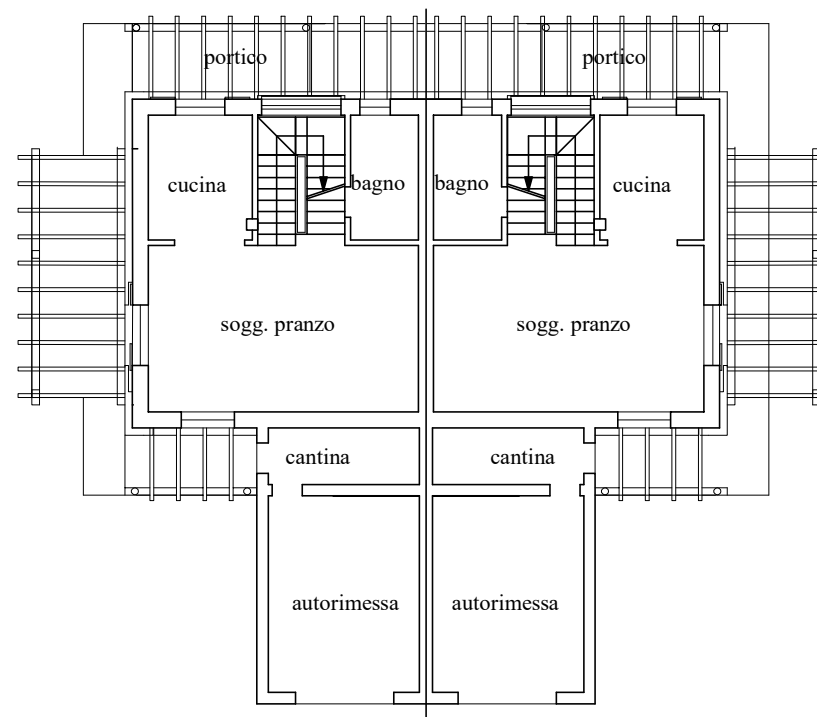 portico portico
cucina bagno bagno cucina
sogg. pranzo sogg. pranzo
cantina cantina
autorimessa autorimessa